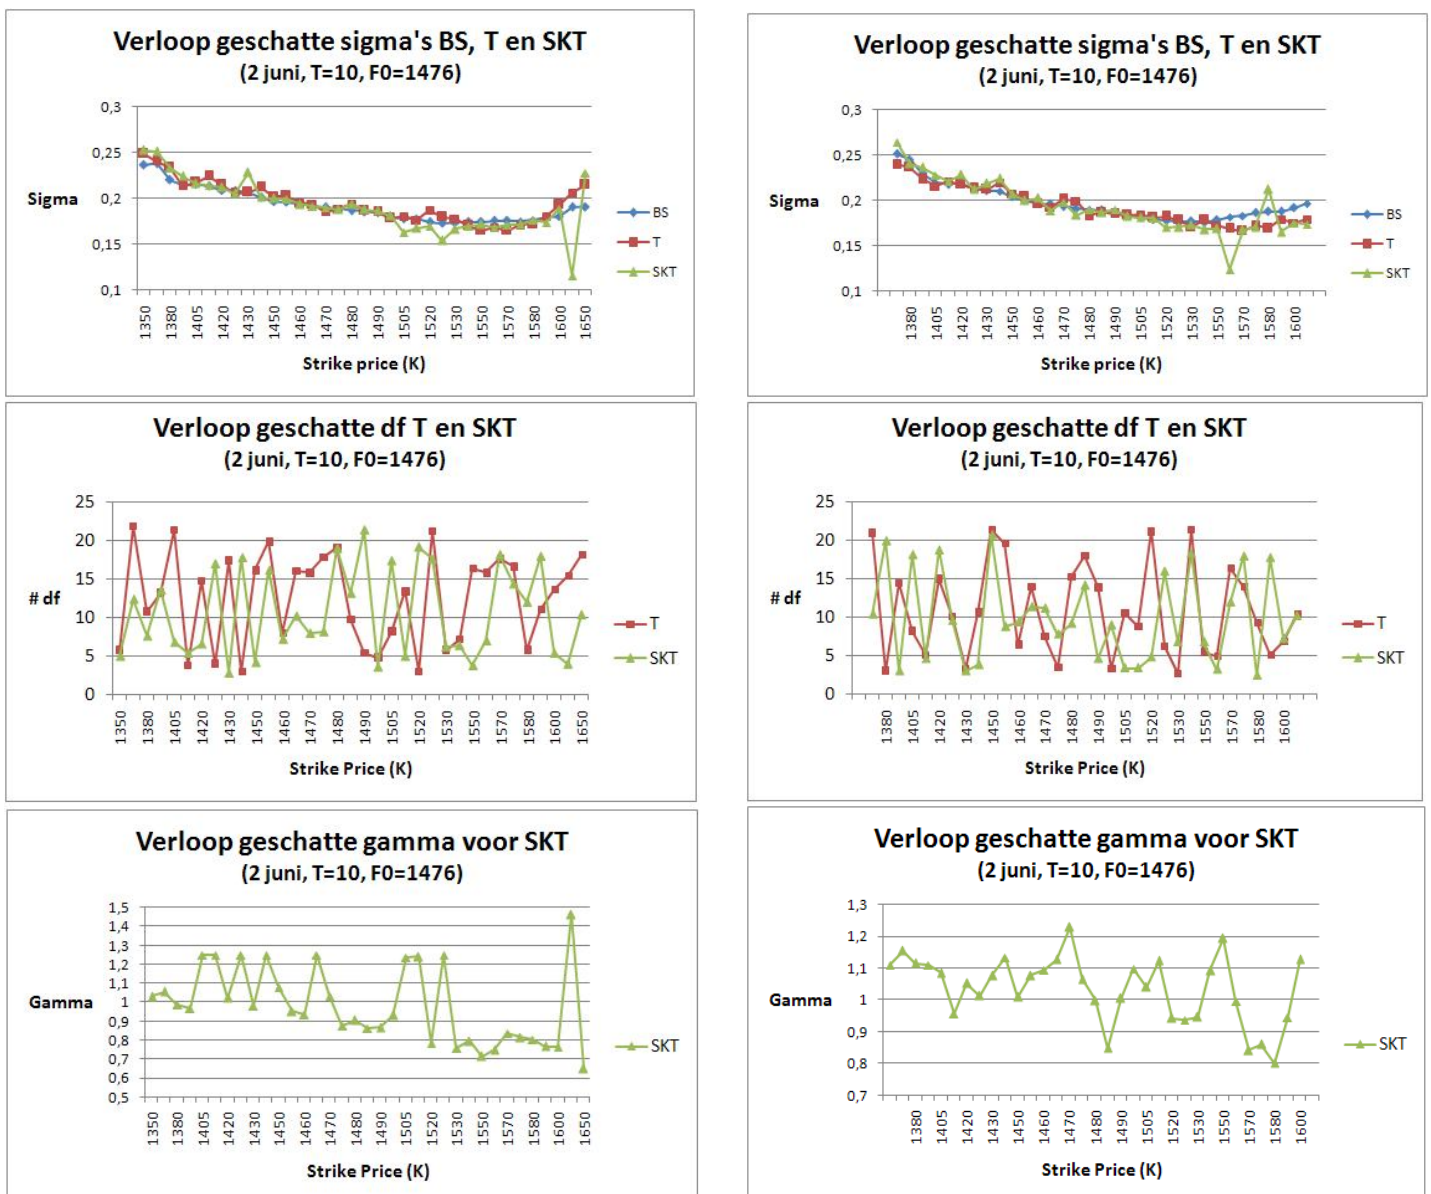 Verloop geschatte sigma's BS, T en SKT
(2 juni, T=10, F0=1476)
0,3
0,25
0,2
0,15
0,1
Sigma
BS
T
SKT
1350 1380 1405 1420 1430 1450 1460 1470 1480 1490 1505 1520 1530 1550 1570 1580 1600 1650
Strike price (K)
Verloop geschatte sigma's BS, T en SKT
(2 juni, T=10, F0=1476)
0,3
0,25
0,2
0,15
0,1
Sigma
BS
T
SKT
1380 1405 1420 1430 1450 1460 1470 1480 1490 1505 1520 1530 1550 1570 1580 1600
Strike price (K)
Verloop geschatte df T en SKT
(2 juni, T=10, F0=1476)
25
20
15
10
5
0
# df
T
SKT
1350 1380 1405 1420 1430 1450 1460 1470 1480 1490 1505 1520 1530 1550 1570 1580 1600 1650
Strike Price (K)
Verloop geschatte df T en SKT
(2 juni, T=10, F0=1476)
25
20
15
10
5
0
# df
T
SKT
1380 1405 1420 1430 1450 1460 1470 1480 1490 1505 1520 1530 1550 1570 1580 1600
Strike Price (K)
Verloop geschatte gamma voor SKT
(2 juni, T=10, F0=1476)
1,5
1,4
1,3
1,2
1,1
1
0,9
0,8
0,7
0,6
0,5
Gamma
SKT
1350 1380 1405 1420 1430 1450 1460 1470 1480 1490 1505 1520 1530 1550 1570 1580 1600 1650
Strike Price (K)
Verloop geschatte gamma voor SKT
(2 juni, T=10, F0=1476)
1,3
1,2
1,1
1
0,9
0,8
0,7
Gamma
SKT
1380 1405 1420 1430 1450 1460 1470 1480 1490 1505 1520 1530 1550 1570 1580 1600
Strike Price (K)